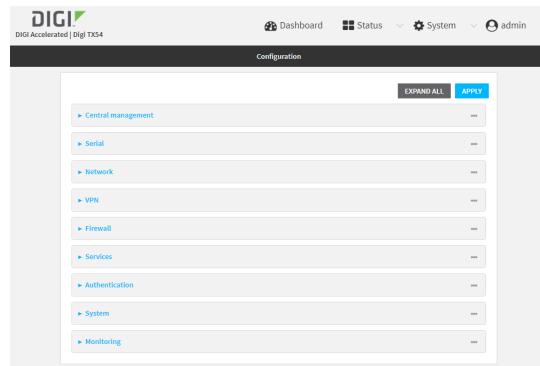 DIGI
DIGI Accelerated | Digi TX54
Dashboard Status System admin
Configuration
EXPAND ALL APPLY
Central management
Serial
Network
VPN
Firewall
Services
Authentication
System
Monitoring